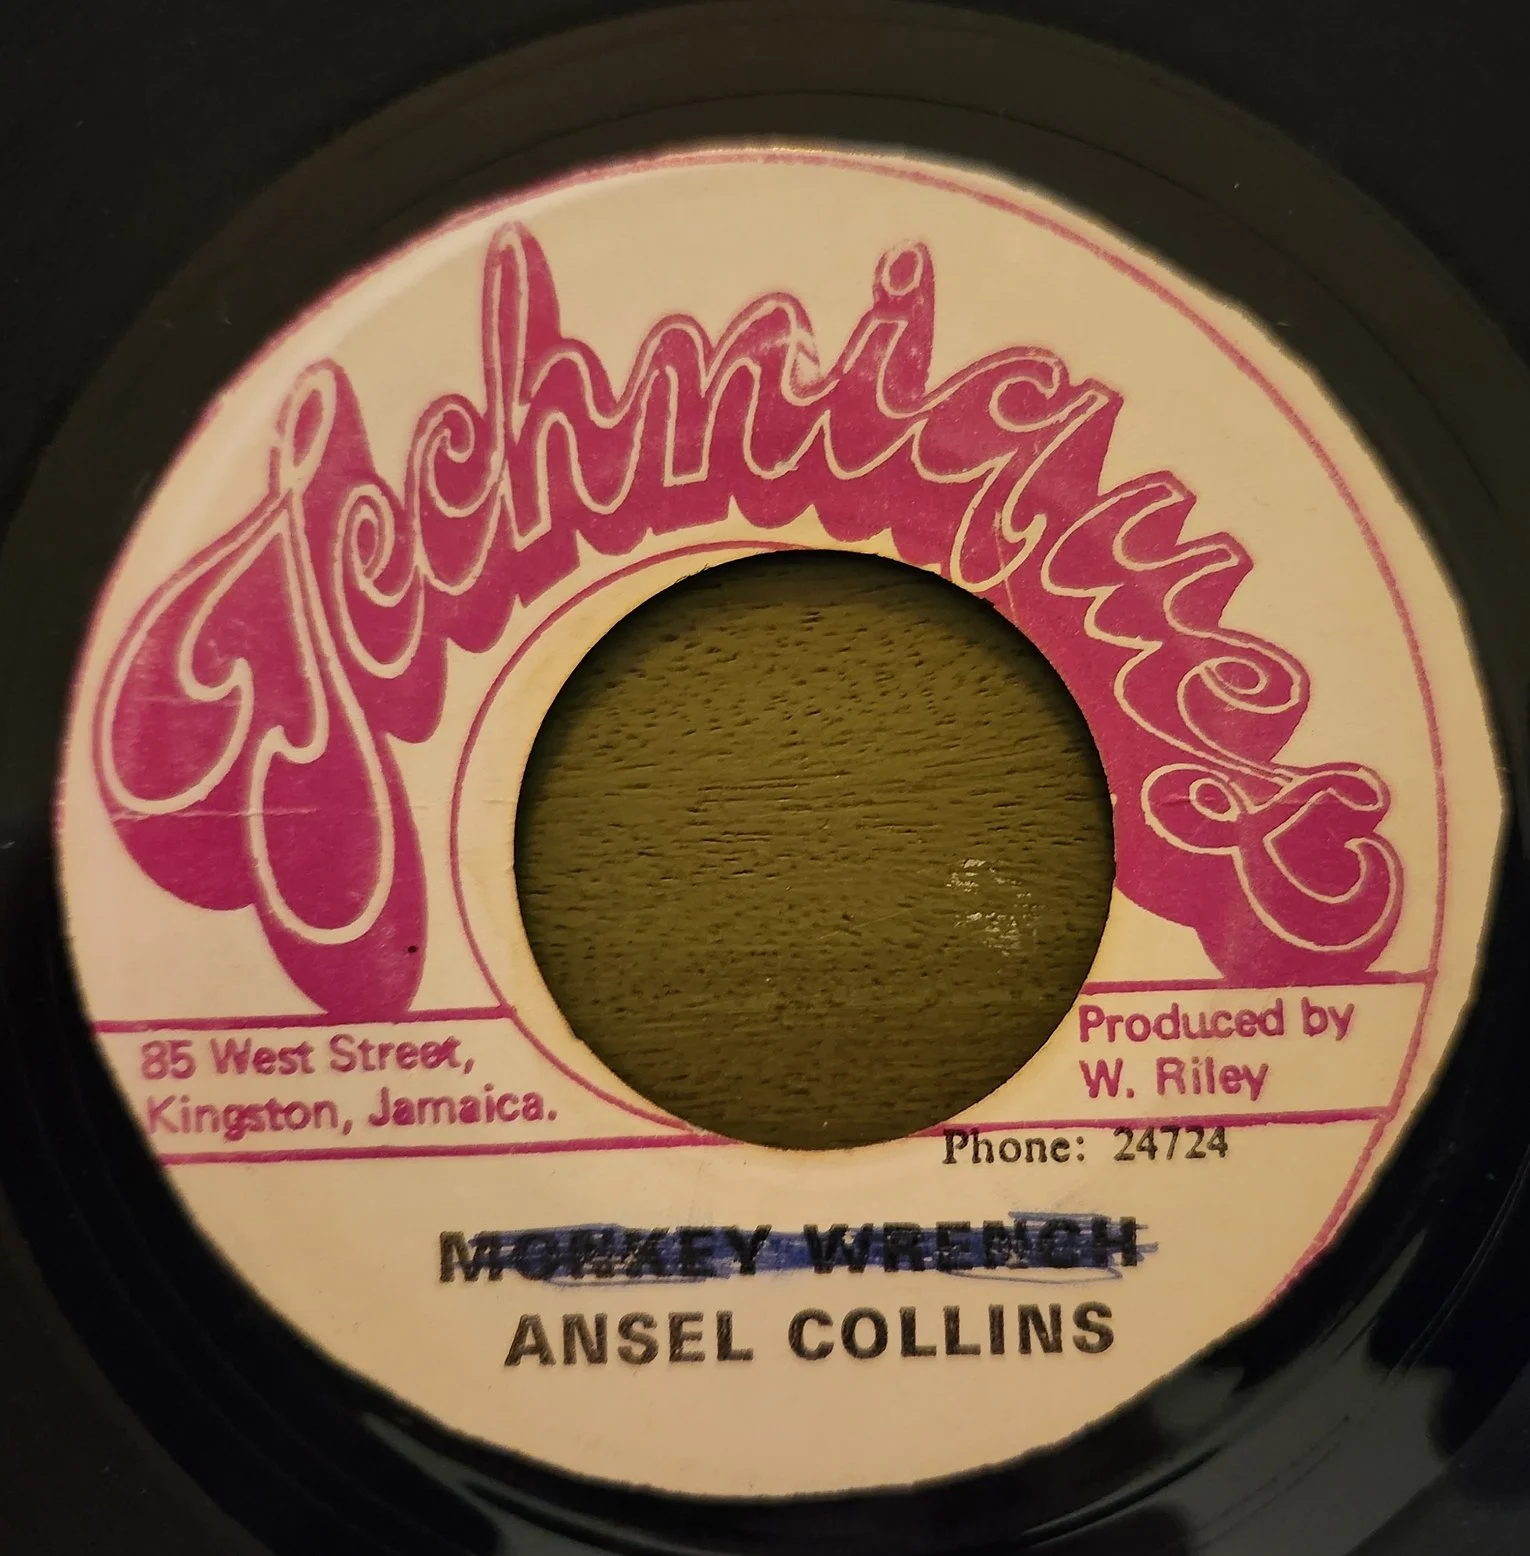 Techniques
85 West Street,
Kingston, Jamaica.
Produced by
W. Riley
Phone: 24724
MONKEY WRENCH
ANSEL COLLINS